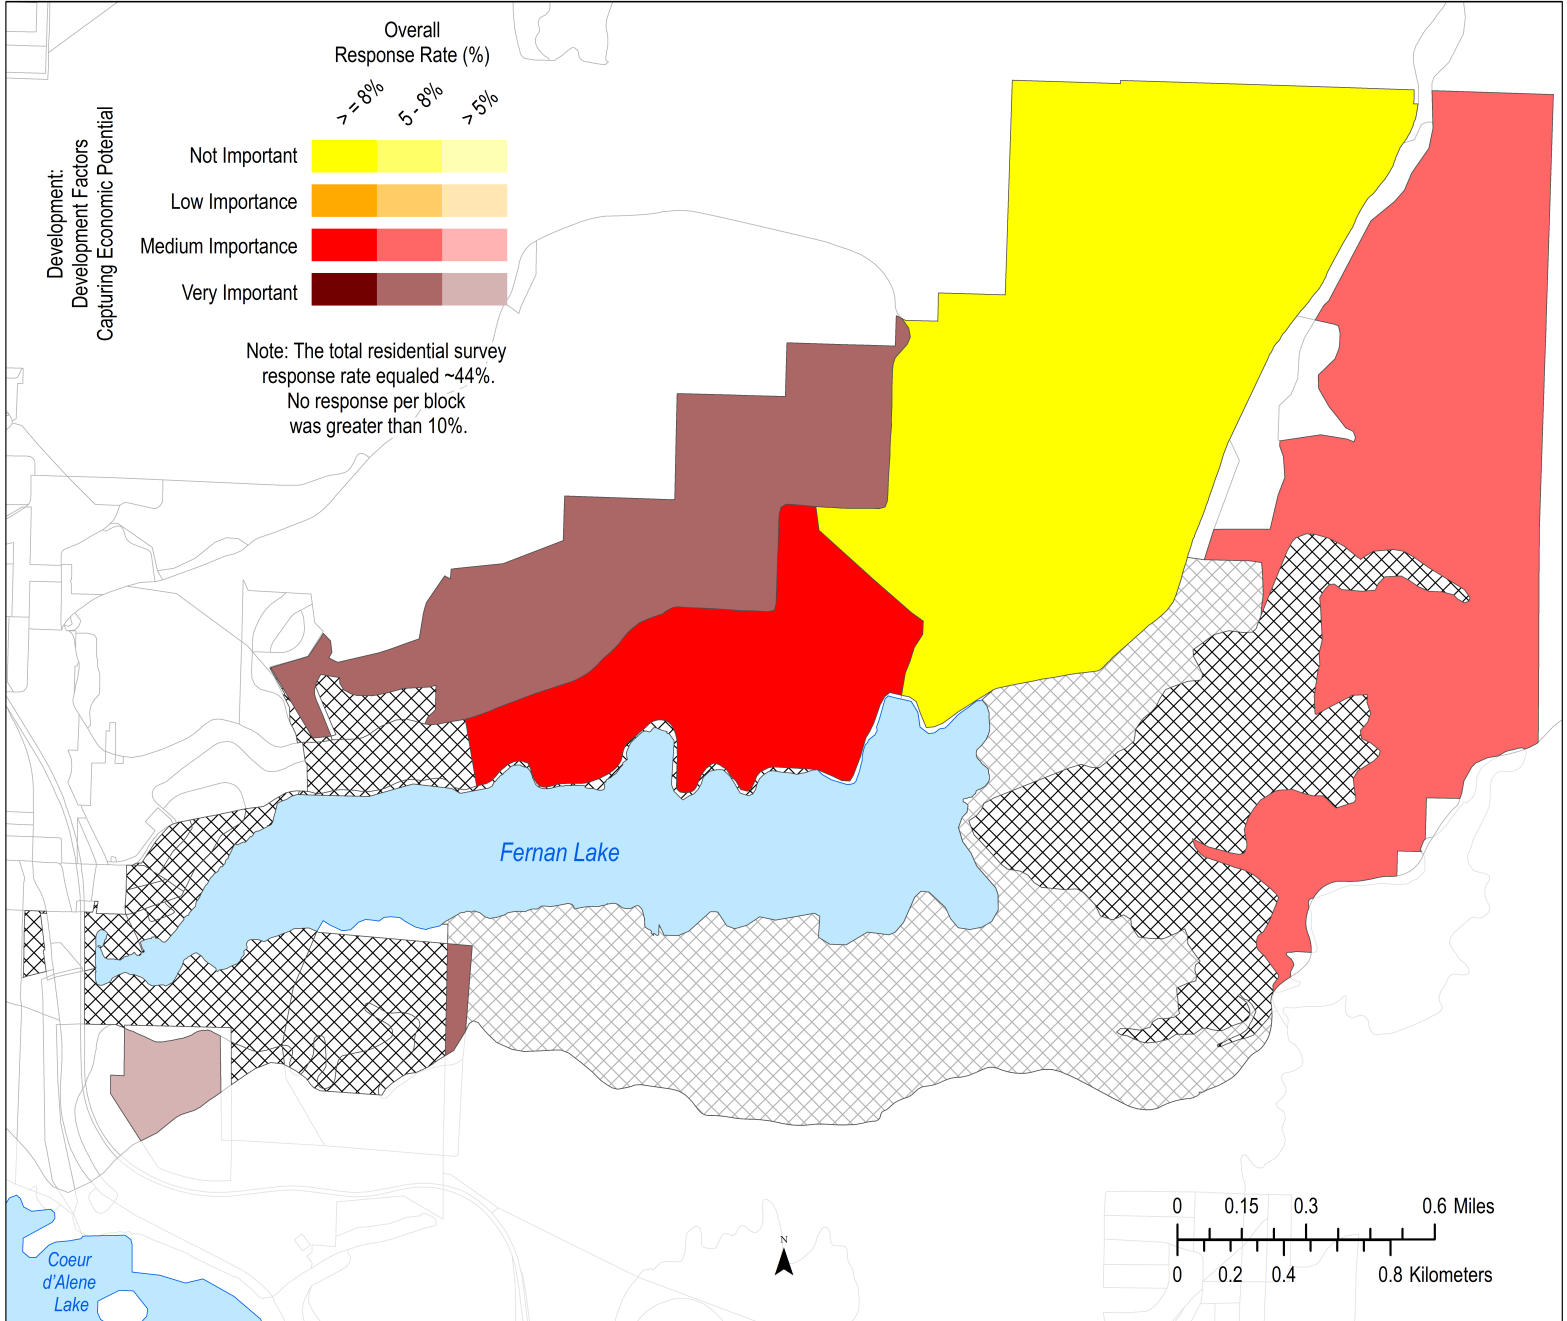 Overall
Response Rate (%)
> = 8%
5 - 8%
> 5%
Development:
Development Factors
Capturing Economic Potential
Not Important
Low Importance
Medium Importance
Very Important
Note: The total residential survey
response rate equaled ~44%.
No response per block
was greater than 10%.
Fernan Lake
Coeur
d'Alene
Lake
N
0 0.15 0.3 0.6 Miles
0 0.2 0.4 0.8 Kilometers